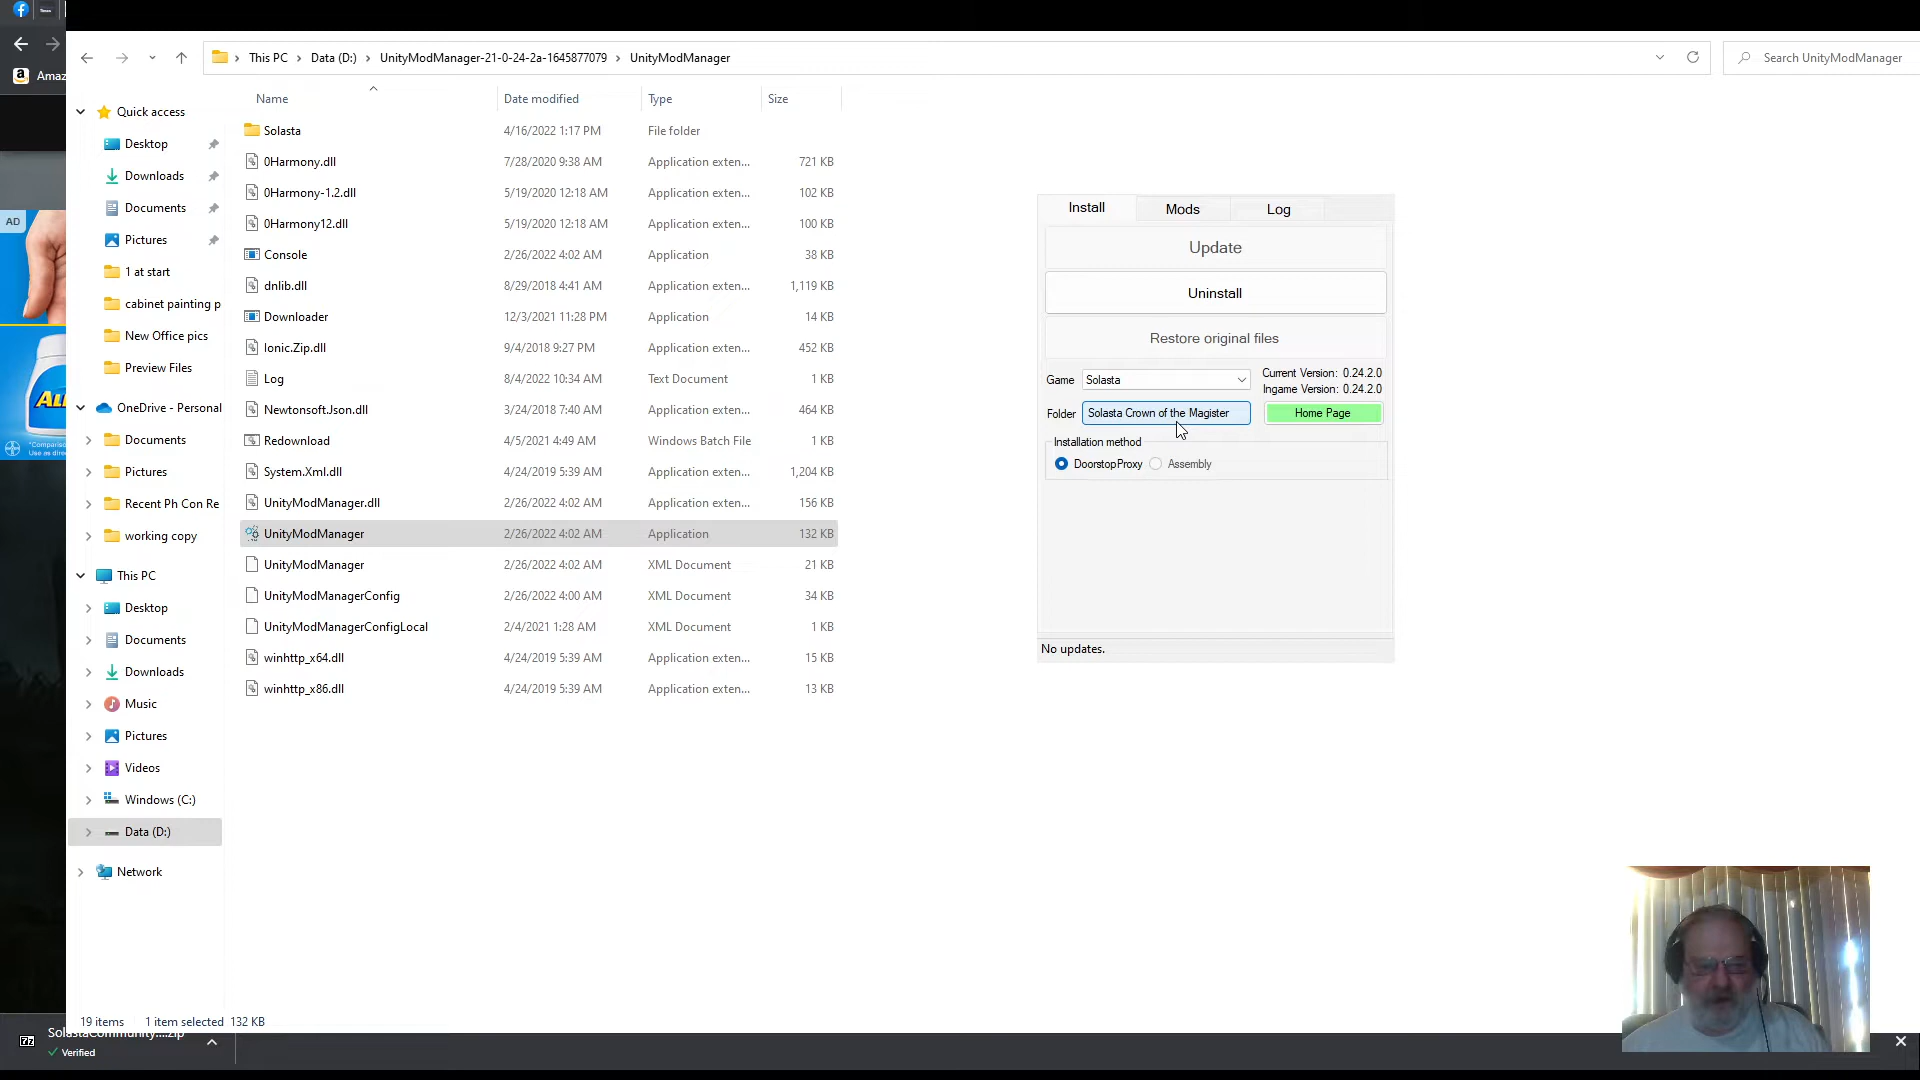 This PC > Data (D:) > UnityModManager-21-0-24-2a-1645877079 > UnityModManager
Search UnityModManager
Amaz
AD
Name Date modified Type Size
Quick access
Desktop
Downloads
Documents
Pictures
1 at start
cabinet painting p
New Office pics
Preview Files
OneDrive - Personal
Documents
Pictures
Recent Ph Con Re
working copy
This PC
Desktop
Documents
Downloads
Music
Pictures
Videos
Windows (C:)
Data (D:)
Network
Solasta 4/16/2022 1:17 PM File folder
0Harmony.dll 7/28/2020 9:38 AM Application exten... 721 KB
0Harmony-1.2.dll 5/19/2020 12:18 AM Application exten... 102 KB
0Harmony12.dll 5/19/2020 12:18 AM Application exten... 100 KB
Console 2/26/2022 4:02 AM Application 38 KB
dnlib.dll 8/29/2018 4:41 AM Application exten... 1,119 KB
Downloader 12/3/2021 11:28 PM Application 14 KB
Ionic.Zip.dll 9/4/2018 9:27 PM Application exten... 452 KB
Log 8/4/2022 10:34 AM Text Document 1 KB
Newtonsoft.Json.dll 3/24/2018 7:40 AM Application exten... 464 KB
Redownload 4/5/2021 4:49 AM Windows Batch File 1 KB
System.Xml.dll 4/24/2019 5:39 AM Application exten... 1,204 KB
UnityModManager.dll 2/26/2022 4:02 AM Application exten... 156 KB
UnityModManager 2/26/2022 4:02 AM Application 132 KB
UnityModManager 2/26/2022 4:02 AM XML Document 21 KB
UnityModManagerConfig 2/26/2022 4:00 AM XML Document 34 KB
UnityModManagerConfigLocal 2/4/2021 1:28 AM XML Document 1 KB
winhttp_x64.dll 4/24/2019 5:39 AM Application exten... 15 KB
winhttp_x86.dll 4/24/2019 5:39 AM Application exten... 13 KB
Install Mods Log
Update
Uninstall
Restore original files
Game Solasta Current Version: 0.24.2.0
Ingame Version: 0.24.2.0
Folder Solasta Crown of the Magister Home Page
Installation method
DoorstopProxy Assembly
No updates.
19 items 1 item selected 132 KB
SolastaCommunity....zip
Verified